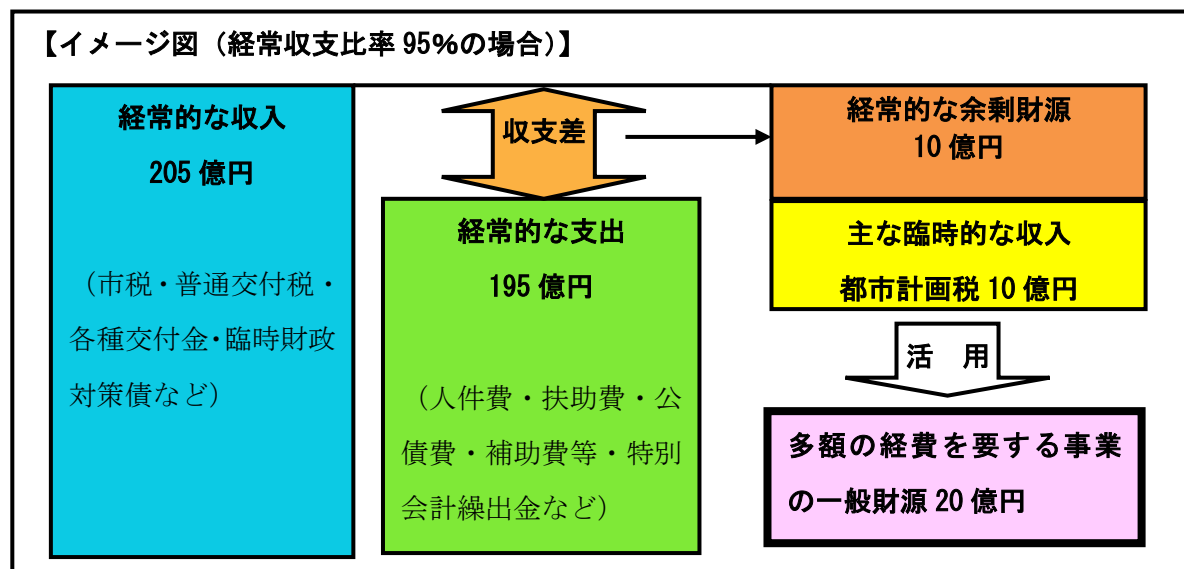 【イメージ図（経常収支比率 95％の場合）】
経常的な収入
205 億円
（市税・普通交付税・
各種交付金・臨時財政
対策債など）
収支差
経常的な支出
195 億円
（人件費・扶助費・公
債費・補助費等・特別
会計繰出金など）
経常的な余剰財源
10 億円
主な臨時的な収入
都市計画税 10 億円
活　用
多額の経費を要する事業
の一般財源 20 億円